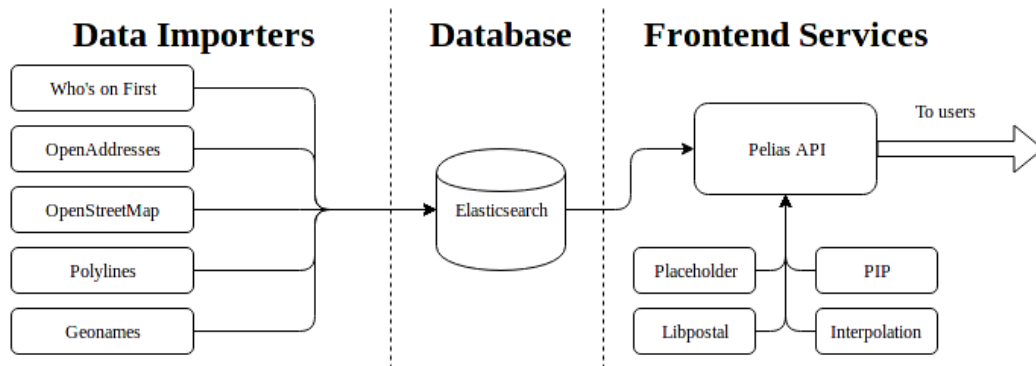 Data Importers
Database
Frontend Services
Who's on First
OpenAddresses
OpenStreetMap
Polylines
Geonames
Elasticsearch
Pelias API
To users
Placeholder
PIP
Libpostal
Interpolation